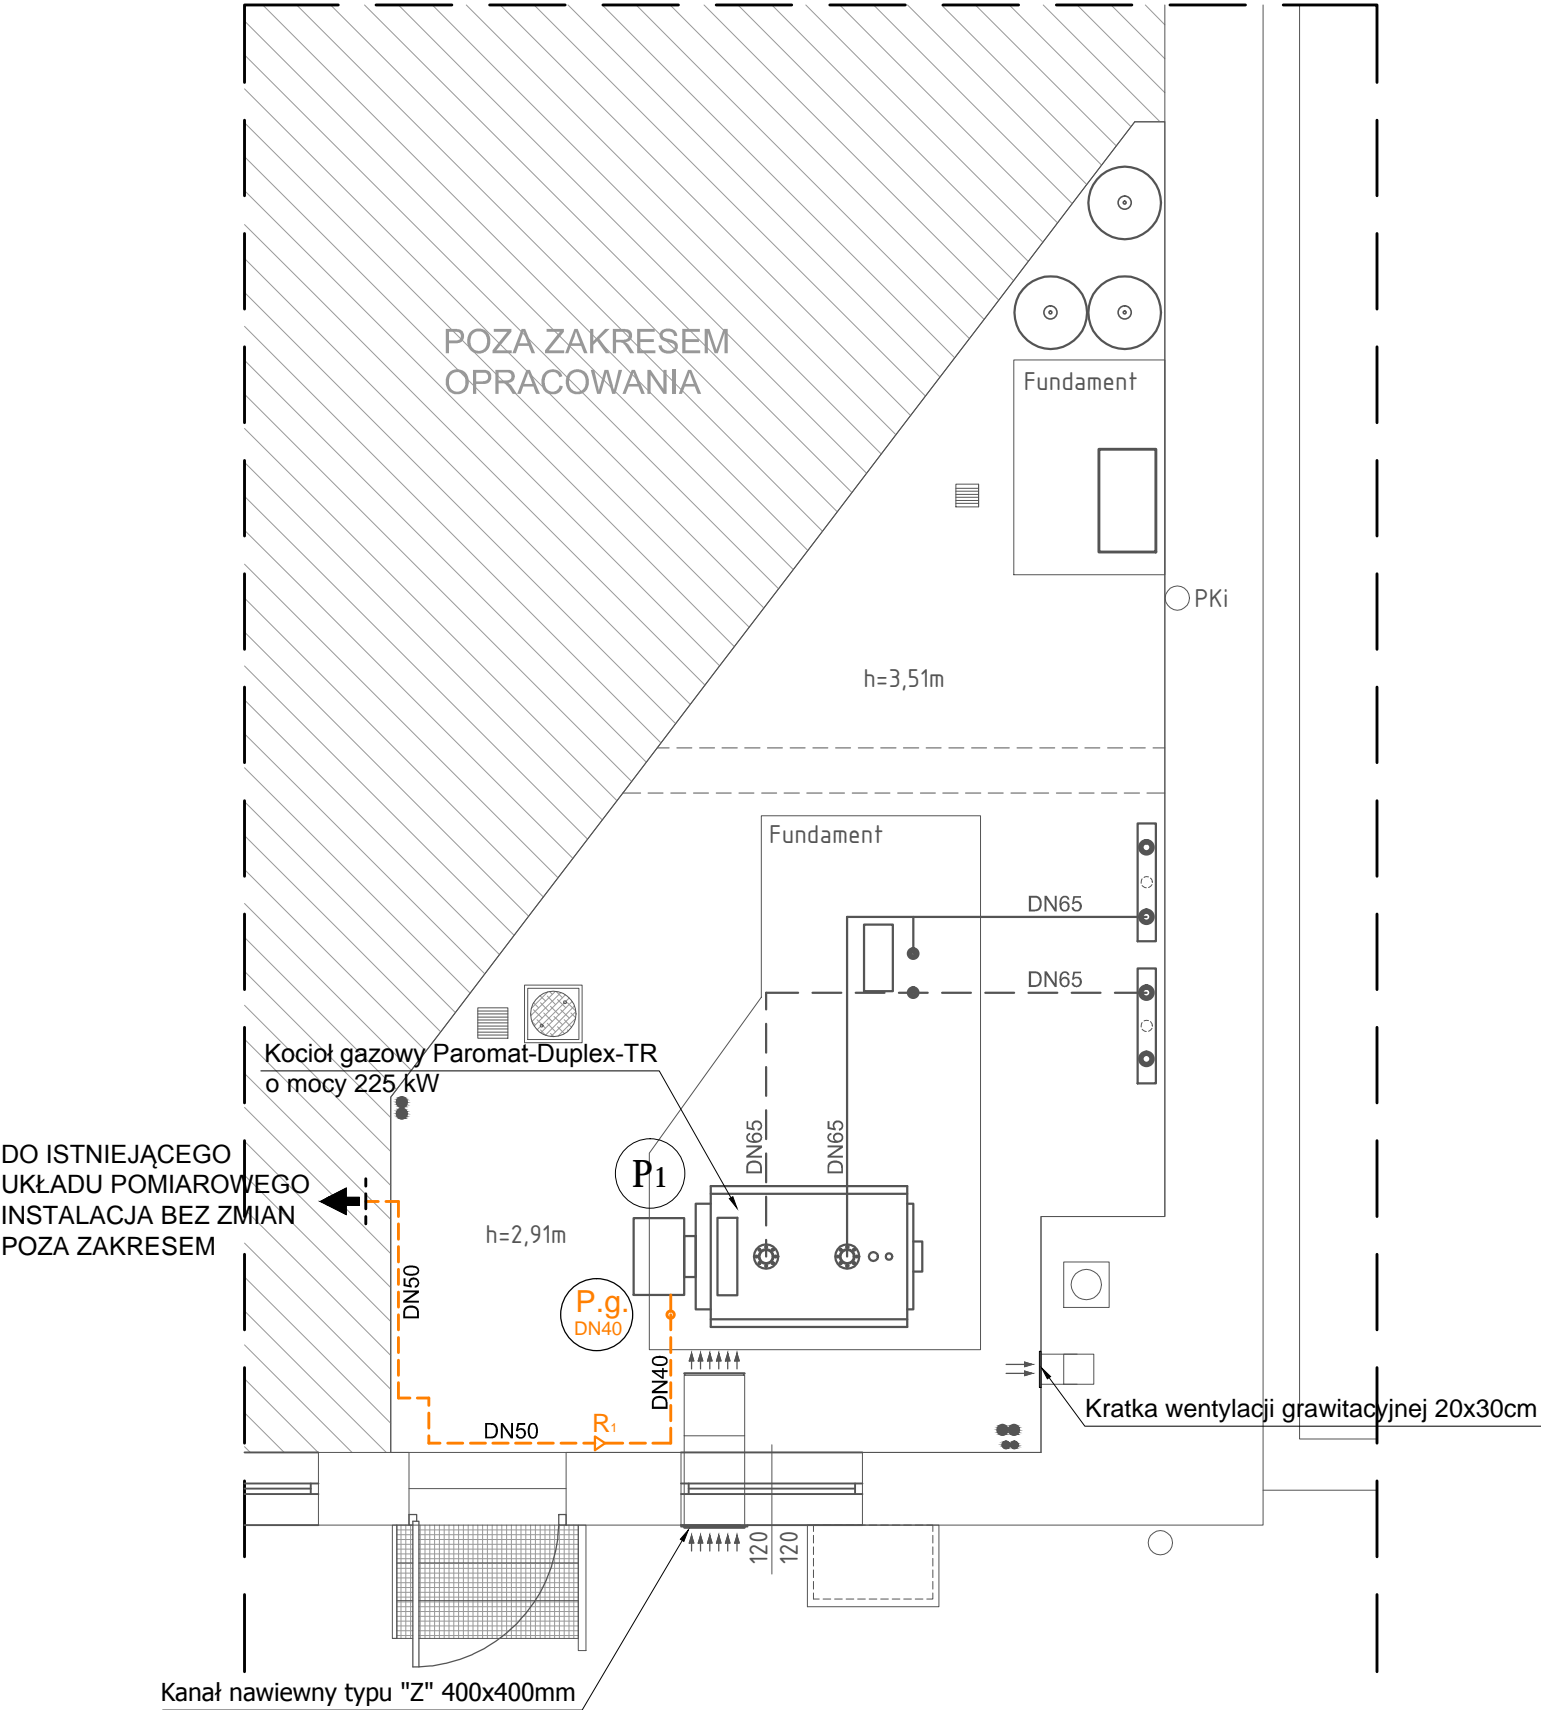 POZA ZAKRESEM
OPRACOWANIA
Fundament
PKi
h=3,51m
Fundament
DN65
DN65
Kocioł gazowy Paromat-Duplex-TR
o mocy 225 kW
DN65
DN65
DO ISTNIEJĄCEGO
UKŁADU POMIAROWEGO
INSTALACJA BEZ ZMIAN
POZA ZAKRESEM
P1
h=2,91m
DN50
P.g.
DN40
DN40
DN50
R1
Kratka wentylacji grawitacyjnej 20x30cm
120
120
Kanał nawiewny typu "Z" 400x400mm